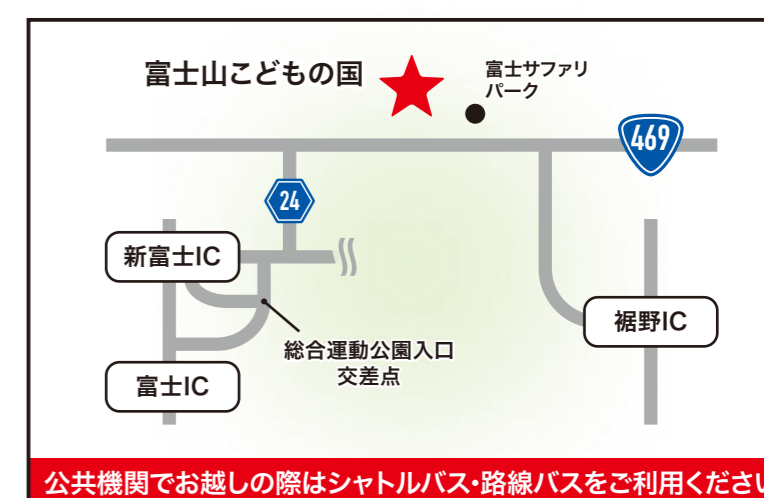 富士山こどもの国
富士サファリ
パーク
469
24
新富士IC
裾野IC
総合運動公園入口
交差点
富士IC
公共機関でお越しの際はシャトルバス・路線バスをご利用ください